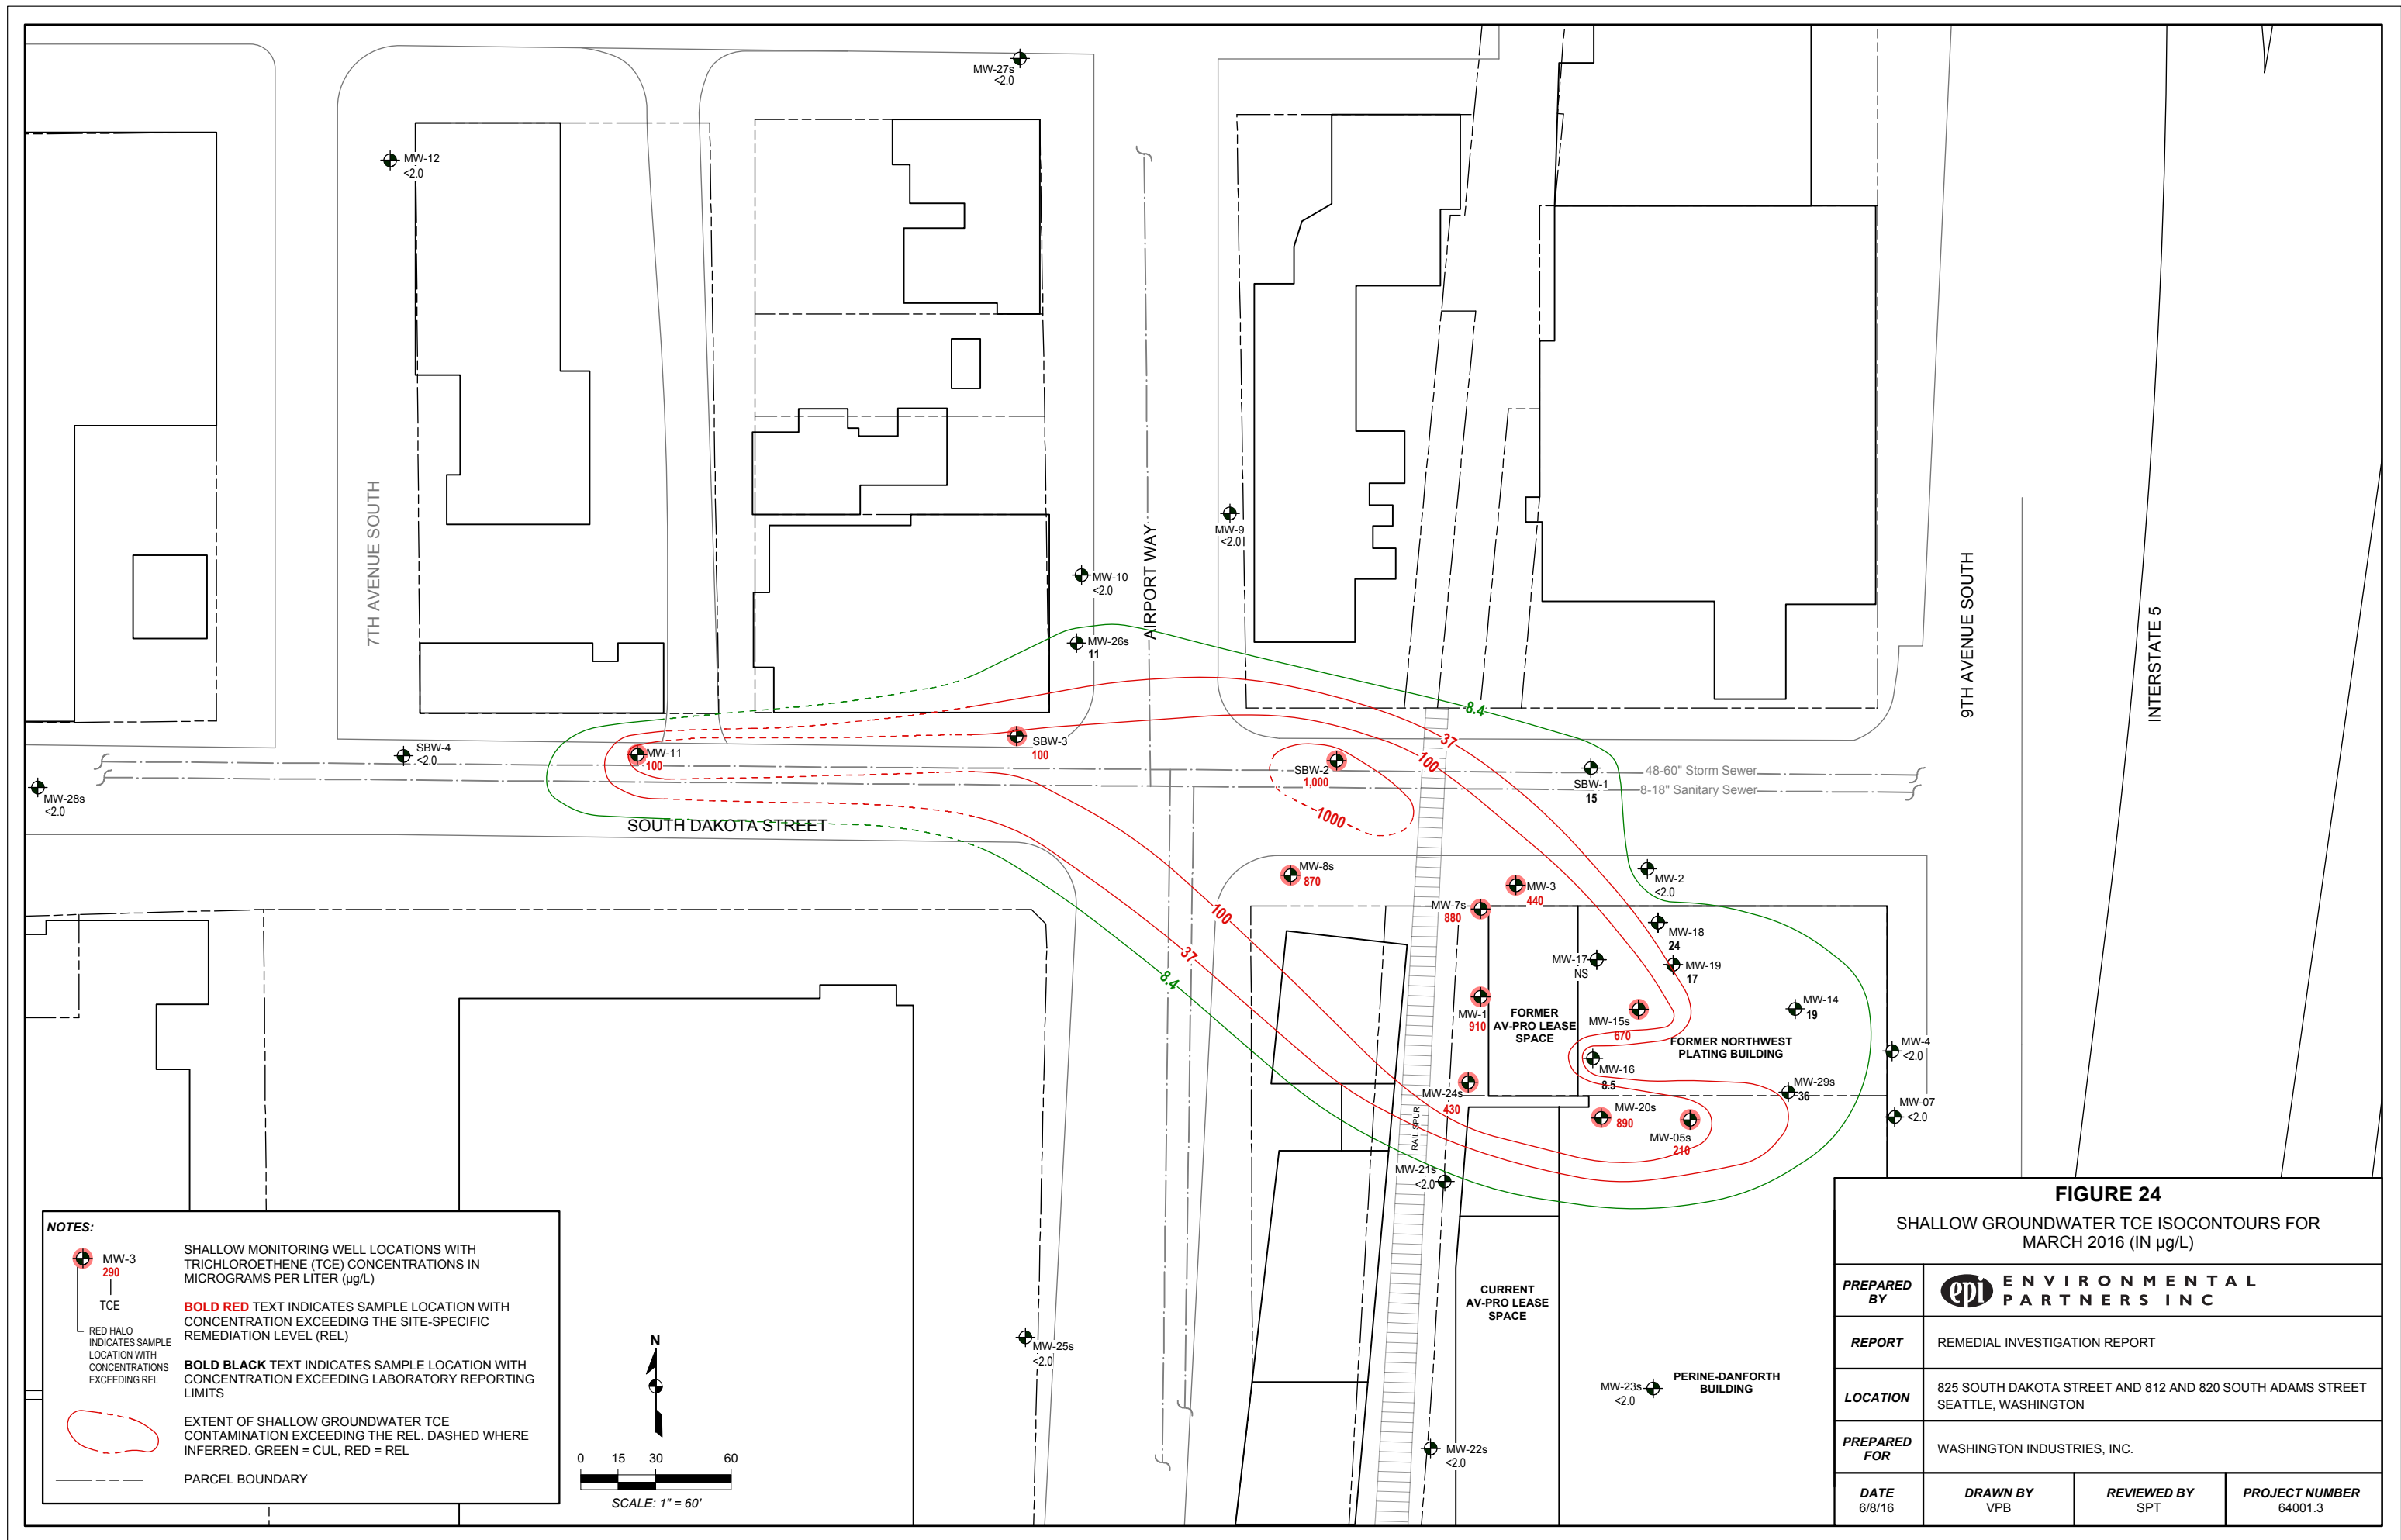 MW-27s
<2.0
MW-12
<2.0
7TH AVENUE SOUTH
AIRPORT WAY
MW-9
<2.0
MW-10
<2.0
MW-26s
11
9TH AVENUE SOUTH
INTERSTATE 5
8.4
37
100
SBW-4
<2.0
MW-11
100
SBW-3
100
SBW-2
1,000
1000
SBW-1
15
48-60" Storm Sewer
8-18" Sanitary Sewer
MW-28s
<2.0
SOUTH DAKOTA STREET
MW-8s
870
MW-3
440
MW-2
<2.0
MW-7s
880
100
37
8.4
MW-18
24
MW-17
NS
MW-19
17
MW-1
910
FORMER
AV-PRO LEASE
SPACE
MW-15s
670
MW-14
19
FORMER NORTHWEST
PLATING BUILDING
MW-4
<2.0
MW-16
8.5
MW-24s
430
MW-29s
36
MW-07
<2.0
MW-20s
890
MW-05s
210
RAIL SPUR
MW-21s
<2.0
MW-25s
<2.0
CURRENT
AV-PRO LEASE
SPACE
MW-23s
<2.0
PERINE-DANFORTH
BUILDING
MW-22s
<2.0
NOTES:
MW-3
290
TCE
RED HALO
INDICATES SAMPLE
LOCATION WITH
CONCENTRATIONS
EXCEEDING REL
SHALLOW MONITORING WELL LOCATIONS WITH
TRICHLOROETHENE (TCE) CONCENTRATIONS IN
MICROGRAMS PER LITER (µg/L)
BOLD RED TEXT INDICATES SAMPLE LOCATION WITH
CONCENTRATION EXCEEDING THE SITE-SPECIFIC
REMEDIATION LEVEL (REL)
BOLD BLACK TEXT INDICATES SAMPLE LOCATION WITH
CONCENTRATION EXCEEDING LABORATORY REPORTING
LIMITS
EXTENT OF SHALLOW GROUNDWATER TCE
CONTAMINATION EXCEEDING THE REL. DASHED WHERE
INFERRED. GREEN = CUL, RED = REL
PARCEL BOUNDARY
N
0 15 30 60
SCALE: 1" = 60'
FIGURE 24
SHALLOW GROUNDWATER TCE ISOCONTOURS FOR
MARCH 2016 (IN µg/L)
PREPARED
BY
epi
ENVIRONMENTAL
PARTNERS INC
REPORT
REMEDIAL INVESTIGATION REPORT
LOCATION
825 SOUTH DAKOTA STREET AND 812 AND 820 SOUTH ADAMS STREET
SEATTLE, WASHINGTON
PREPARED
FOR
WASHINGTON INDUSTRIES, INC.
DATE
6/8/16
DRAWN BY
VPB
REVIEWED BY
SPT
PROJECT NUMBER
64001.3